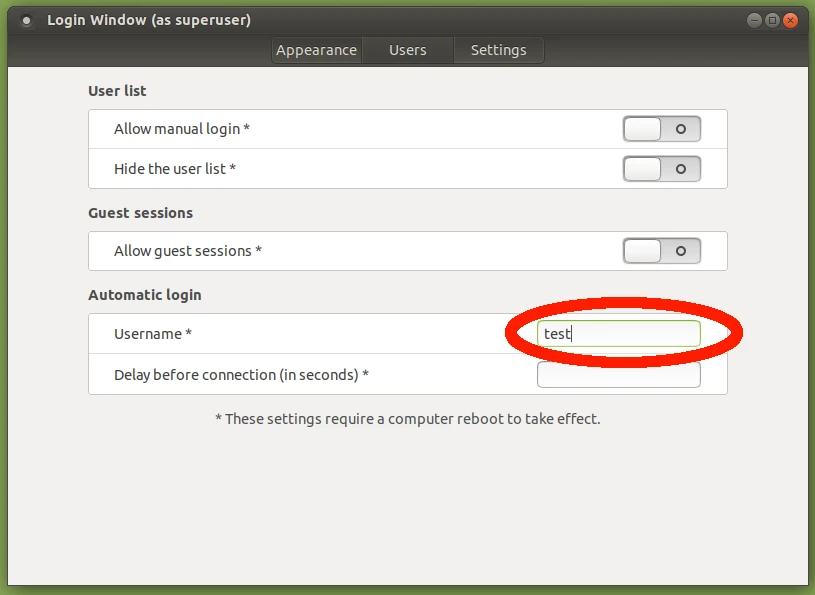 Login Window (as superuser)
Appearance Users Settings
User list
Allow manual login *
Hide the user list *
Guest sessions
Allow guest sessions *
Automatic login
Username * test
Delay before connection (in seconds) *
* These settings require a computer reboot to take effect.